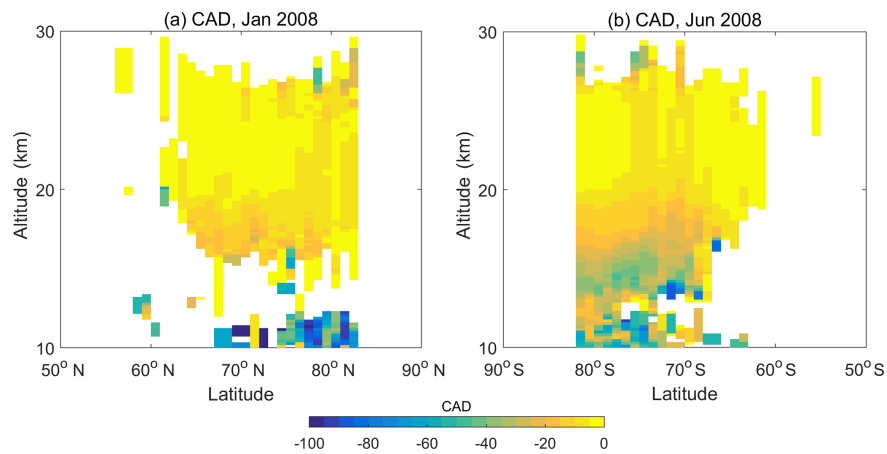 (a) CAD, Jan 2008
(b) CAD, Jun 2008
30
20
10
Altitude (km)
50° N
60° N
70° N
80° N
90° N
Latitude
30
20
10
Altitude (km)
90°S
80°S
70°S
60°S
50°S
Latitude
CAD
-100
-80
-60
-40
-20
0